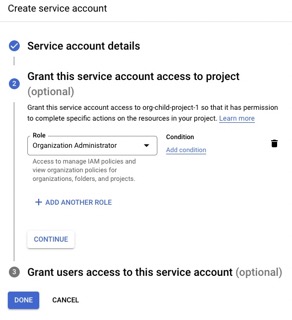 Create service account
Service account details
2 Grant this service account access to project
(optional)
Grant this service account access to org-child-project-1 so that it has permission
to complete specific actions on the resources in your project. Learn more
Role
Organization Administrator
Condition
Add condition
Access to manage IAM policies and
view organization policies for
organizations, folders, and projects.
+ ADD ANOTHER ROLE
CONTINUE
3 Grant users access to this service account (optional)
DONE CANCEL